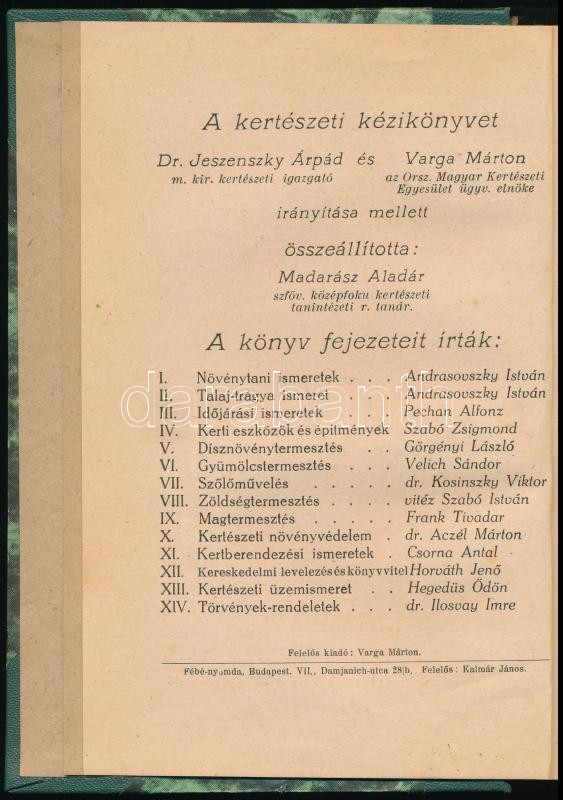 A kertészeti kézikönyvet
Dr. Jeszenszky Árpád és Varga Márton
m. kir. kertészeti igazgató az Orsz. Magyar Kertészeti
Egyesület ügyv. elnöke
irányítása mellett
összeállította:
Madarász Aladár
szföv. középfoku kertészeti
tanintézeti r. tanár.
A könyv fejezeteit írták:
I. Növénytani ismeretek . . . Andrasovszky István
II. Talaj-trágya ismeret . . . Andrasovszky István
III. Időjárási ismeretek . . . Pechan Alfonz
IV. Kerti eszközök és építmények Szabó Zsigmond
V. Dísznövénytermesztés . . Görgényi László
VI. Gyümölcstermesztés . . . Velich Sándor
VII. Szőlőművelés . . . . . dr. Kosinszky Viktor
VIII. Zöldségtermesztés . . . vitéz Szabó István
IX. Magtermesztés . . . . . Frank Tivadar
X. Kertészeti növényvédelem . dr. Aczél Márton
XI. Kertberendezési ismeretek . Csorna Antal
XII. Kereskedelmi levelezés és könyvvitel Horváth Jenő
XIII. Kertészeti üzemismeret . . Hegedüs Ödön
XIV. Törvények-rendeletek . . . dr. Ilosvay Imre
darabanth
Felelős kiadó: Varga Márton.
Fébé-nyomda, Budapest. VII., Damjanich-utca 28|b. Felelős: Kalmár János.